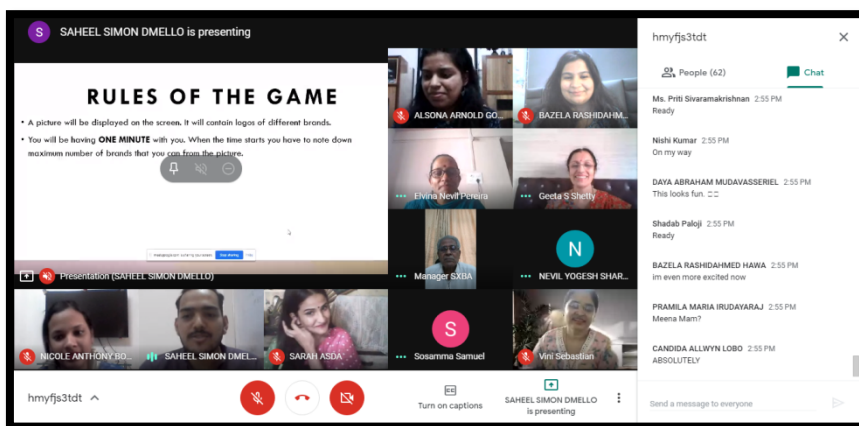 S SAHEEL SIMON DMELLO is presenting
RULES OF THE GAME
• A picture will be displayed on the screen. It will contain logos of different brands.
• You will be having ONE MINUTE with you. When the time starts you have to note down
maximum number of brands that you can from the picture.
Stop sharing
Hide
Presentation (SAHEEL SIMON DMELLO)
ALSONA ARNOLD GO...
BAZELA RASHIDAHM...
Elvina Nevil Pereira
Geeta S Shetty
Manager SXBA
N
NEVIL YOGESH SHAR...
NICOLE ANTHONY BO...
SAHEEL SIMON DMEL...
SARAH ASDA
S
Sosamma Samuel
Vini Sebastian
hmyfjs3tdt
Turn on captions
SAHEEL SIMON DMELLO
is presenting
hmyfjs3tdt
People (62)
Chat
Ms. Priti Sivaramakrishnan 2:55 PM
Ready
Nishi Kumar 2:55 PM
On my way
DAYA ABRAHAM MUDAVASSERIEL 2:55 PM
This looks fun.
Shadab Paloji 2:55 PM
Ready
BAZELA RASHIDAHMED HAWA 2:55 PM
im even more excited now
PRAMILA MARIA IRUDAYARAJ 2:55 PM
Meena Mam?
CANDIDA ALLWYN LOBO 2:55 PM
ABSOLUTELY
Send a message to everyone